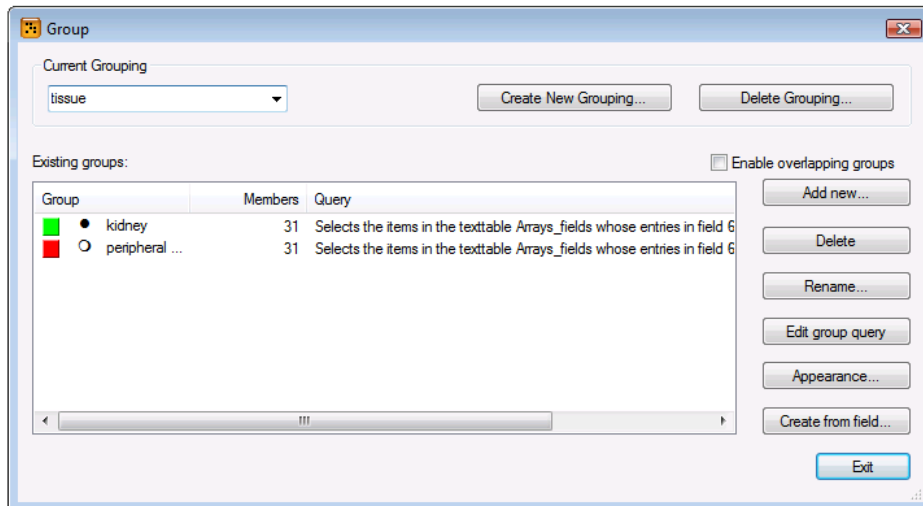 Group
Current Grouping
tissue
Create New Grouping...
Delete Grouping...
Existing groups:
Enable overlapping groups
Group Members Query
Add new...
kidney 31 Selects the items in the texttable Arrays_fields whose entries in field 6
peripheral ... 31 Selects the items in the texttable Arrays_fields whose entries in field 6
Delete
Rename...
Edit group query
Appearance...
Create from field...
Exit